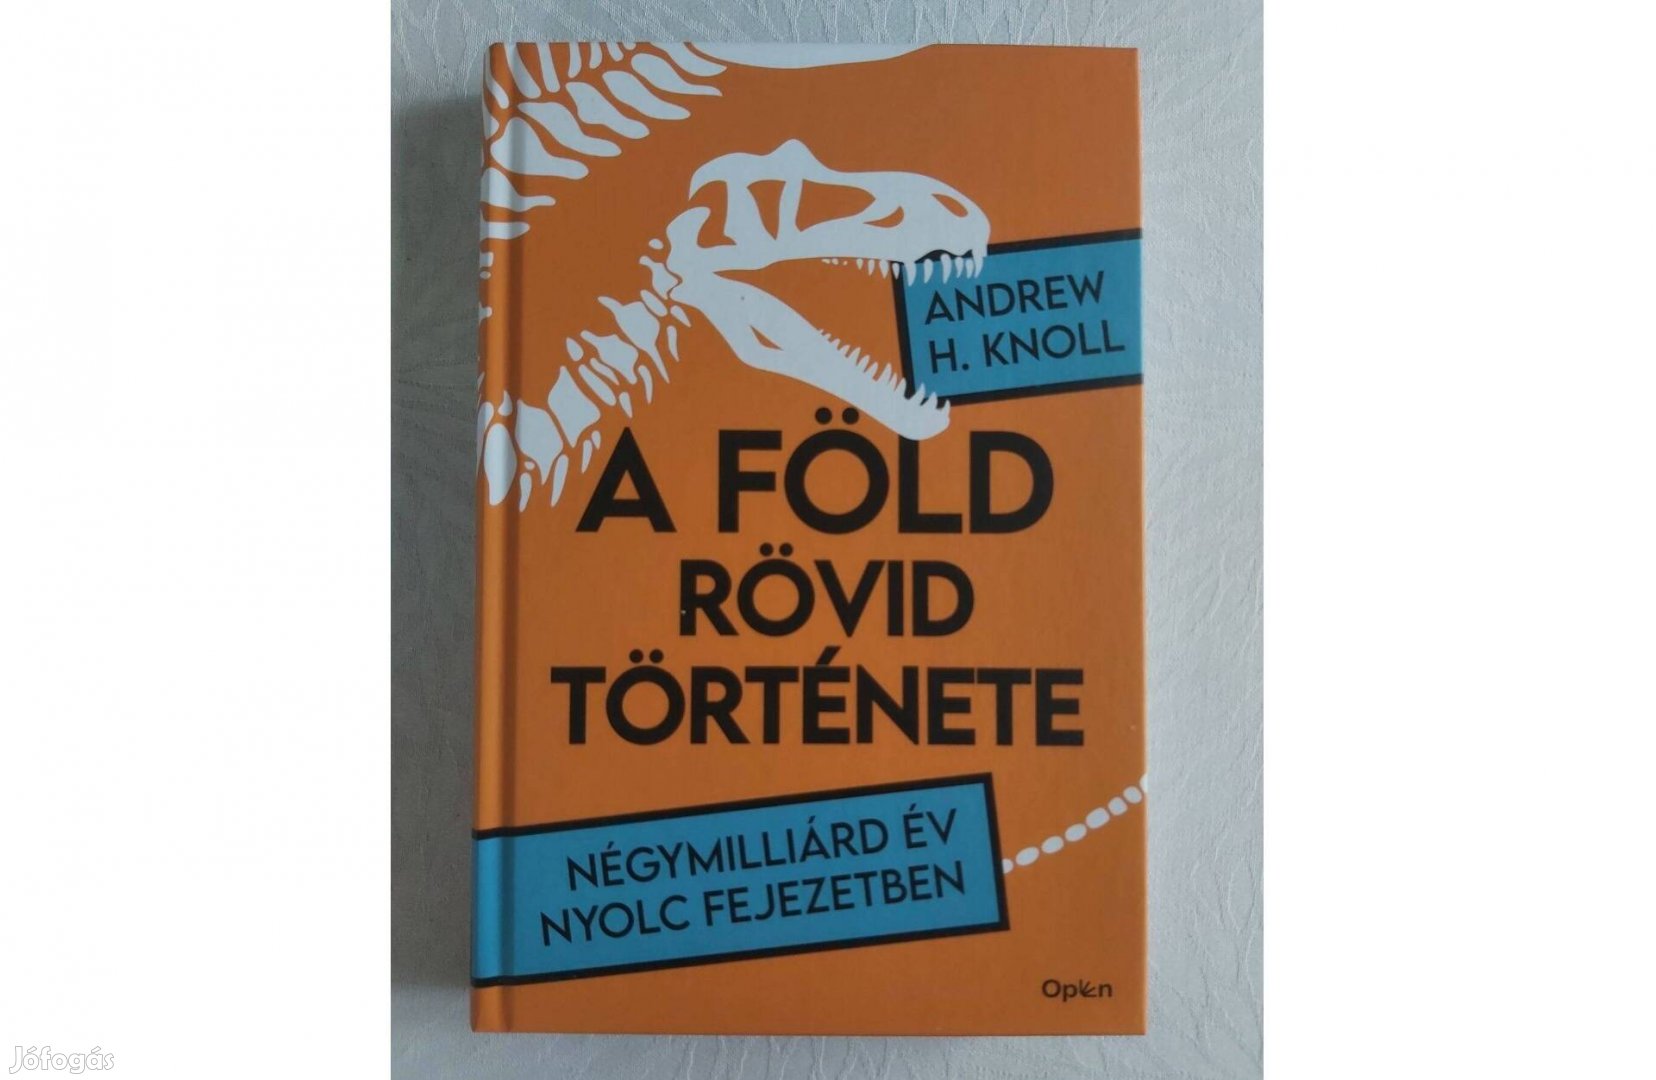 ANDREW
H. KNOLL
A FÖLD
RÖVID
TÖRTÉNETE
NÉGYMILLIÁRD ÉV
NYOLC FEJEZETBEN
Open
Jófogás